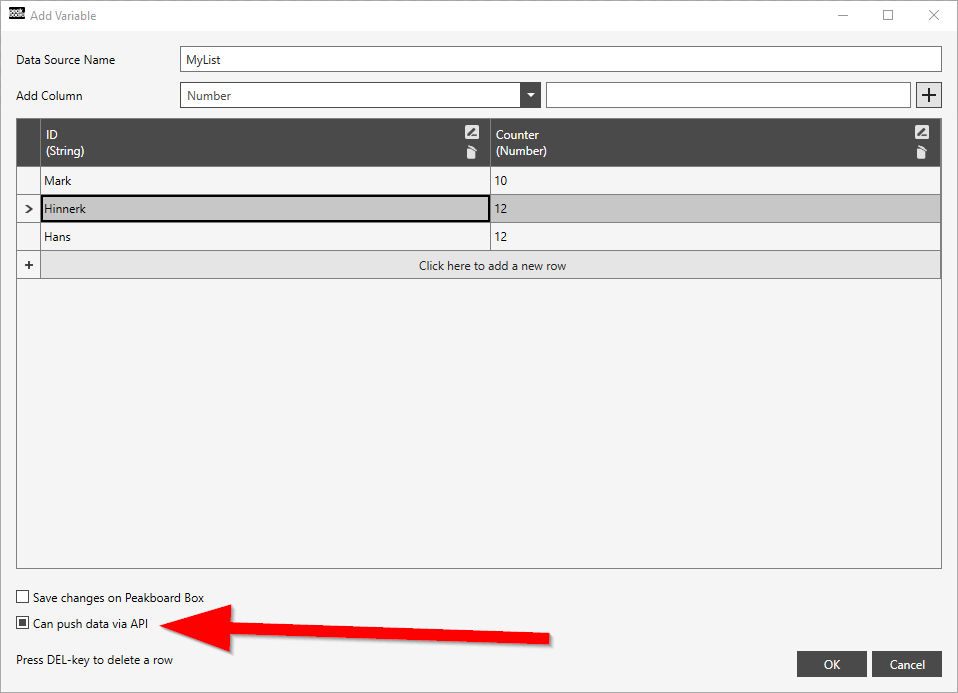 peak
board
Add Variable
Data Source Name
MyList
Add Column
Number
ID
(String)
Counter
(Number)
Mark
10
Hinnerk
12
Hans
12
Click here to add a new row
Save changes on Peakboard Box
Can push data via API
Press DEL-key to delete a row
OK
Cancel